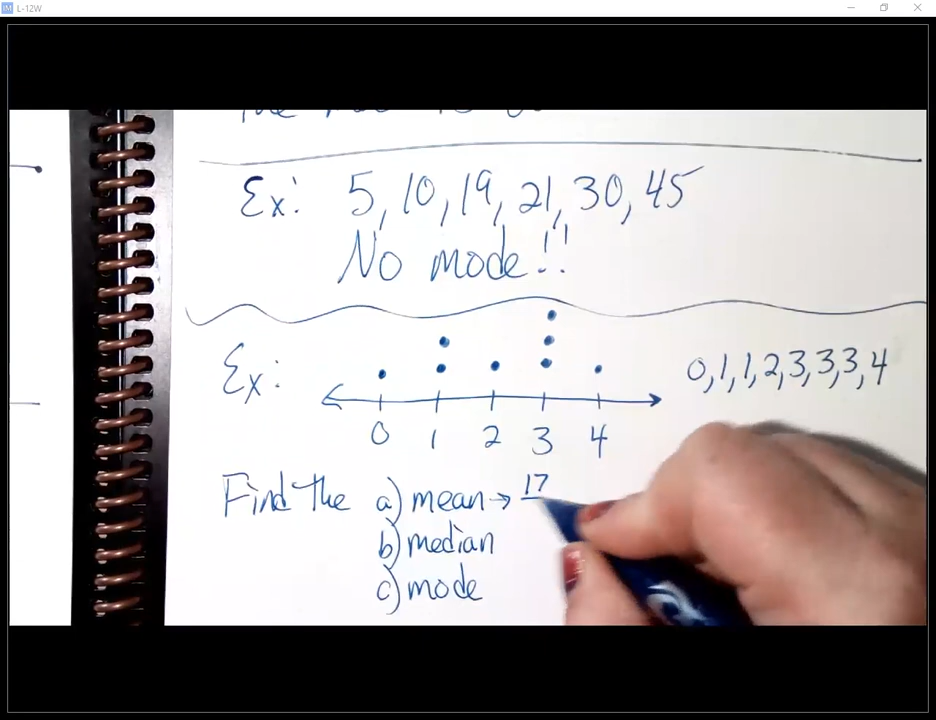 L-12W
Ex: 5, 10, 19, 21, 30, 45
No mode!!
Ex: 0,1,1,2,3,3,3,4
0 1 2 3 4
Find the a) mean→ 17
b) median
c) mode